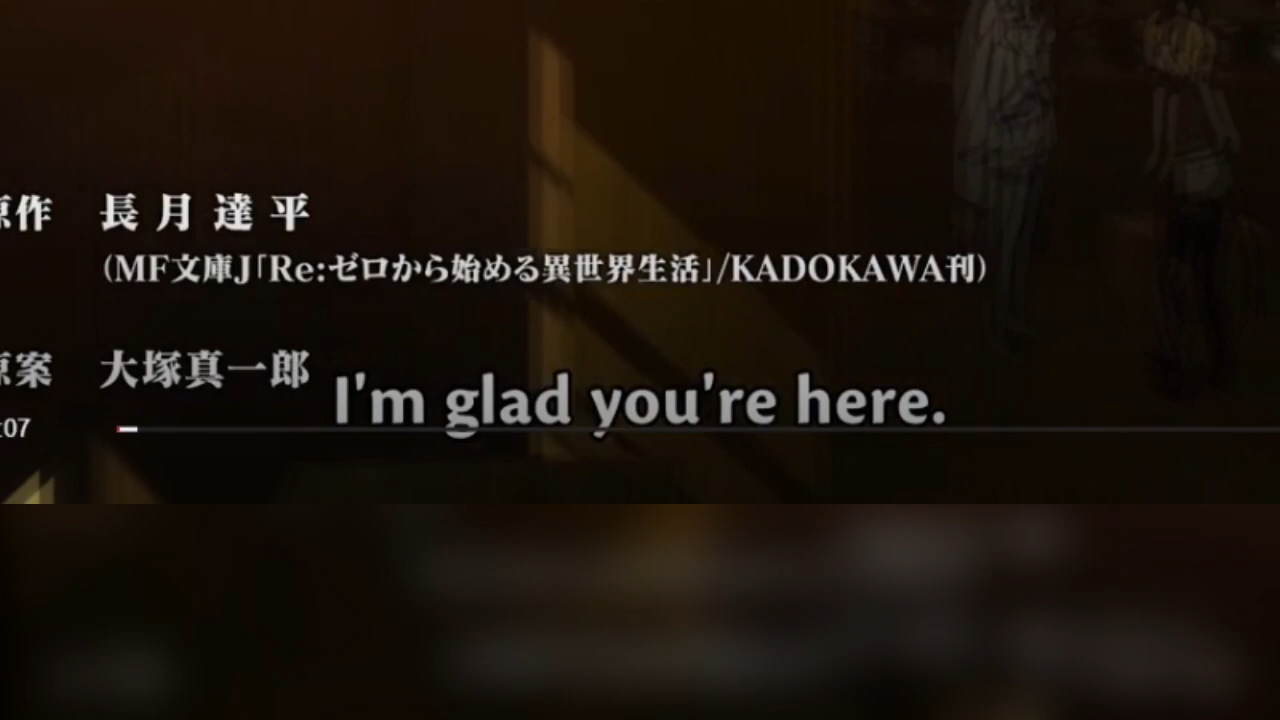 原作 長月達平
(MF文庫J「Re:ゼロから始める異世界生活」/KADOKAWA刊)
原案 大塚真一郎
I'm glad you're here.
:07